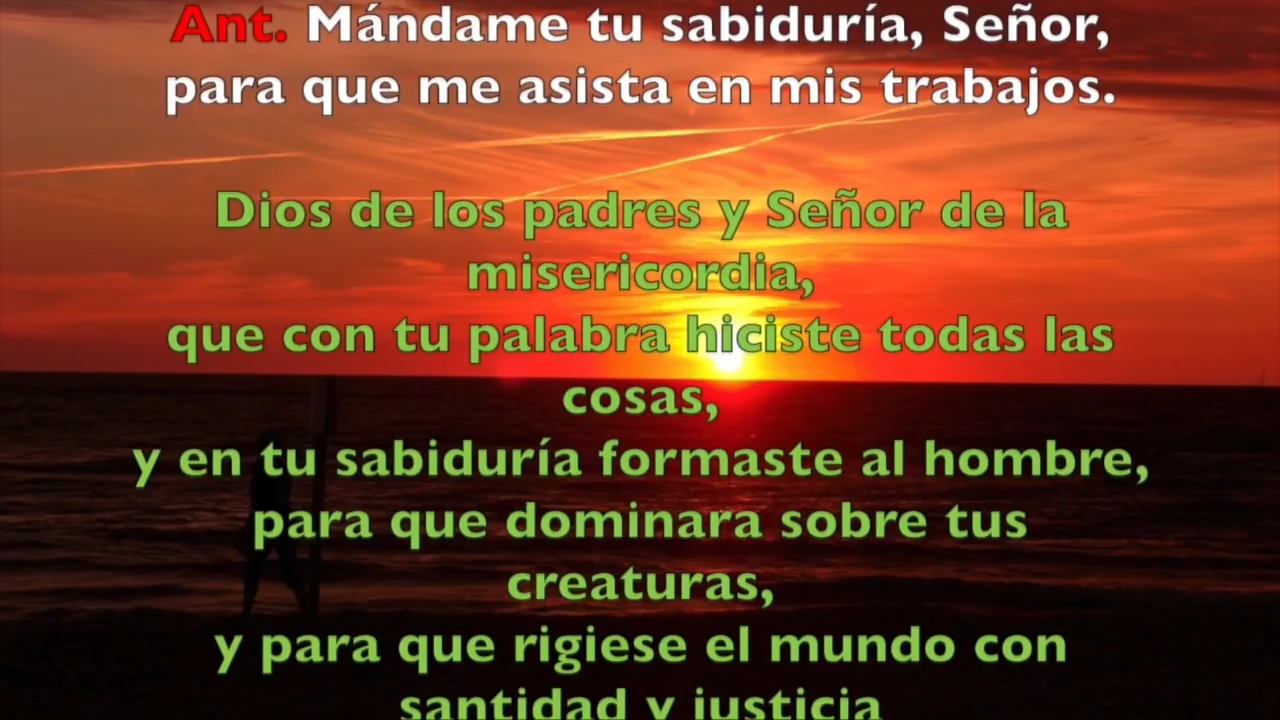 Ant. Mándame tu sabiduría, Señor,
para que me asista en mis trabajos.
Dios de los padres y Señor de la
misericordia,
que con tu palabra hiciste todas las
cosas,
y en tu sabiduría formaste al hombre,
para que dominara sobre tus
creaturas,
y para que rigiese el mundo con
santidad y justicia